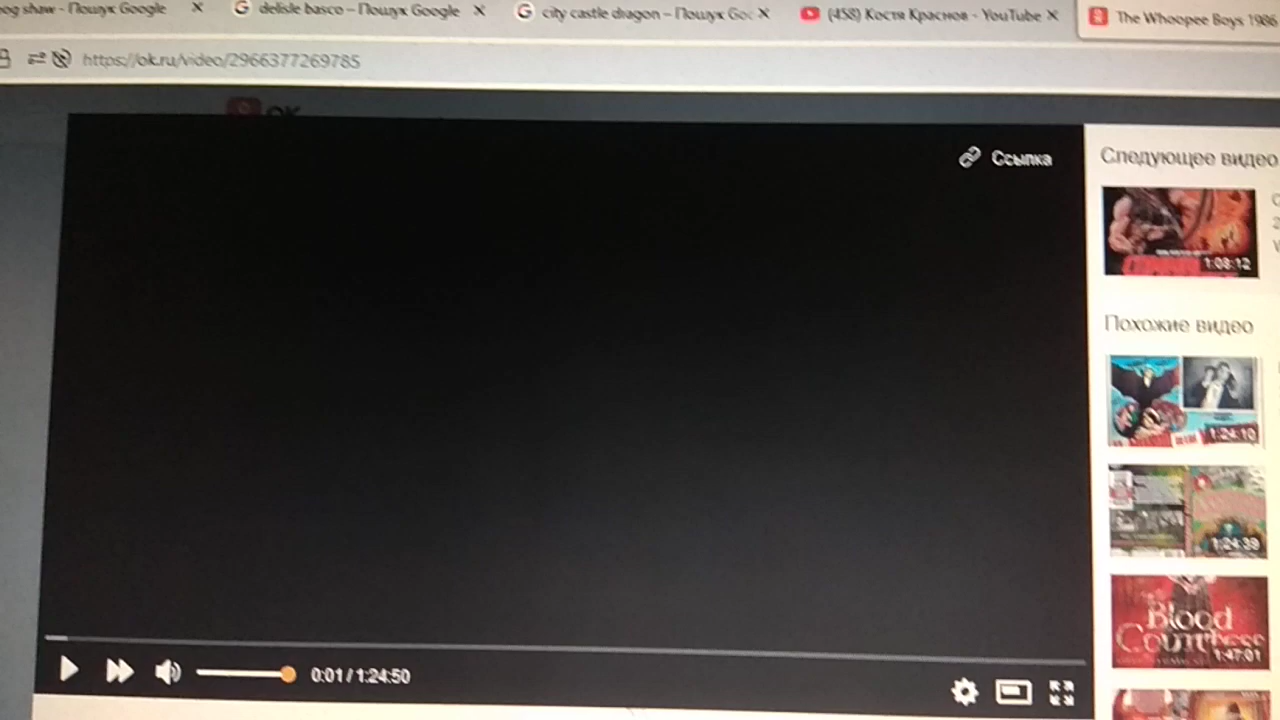 og shaw – Пошук Google
delisle basco – Пошук Google
city castle dragon – Пошук Goo
(458) Костя Краснов - YouTube
The Whoopee Boys 1986
https://ok.ru/video/2966377269785
ОК
Ссылка
Следующее видео
1:08:12
Похожие видео
1:24:10
1:24:39
Blood
Countess
1:47:01
0:01 / 1:24:50